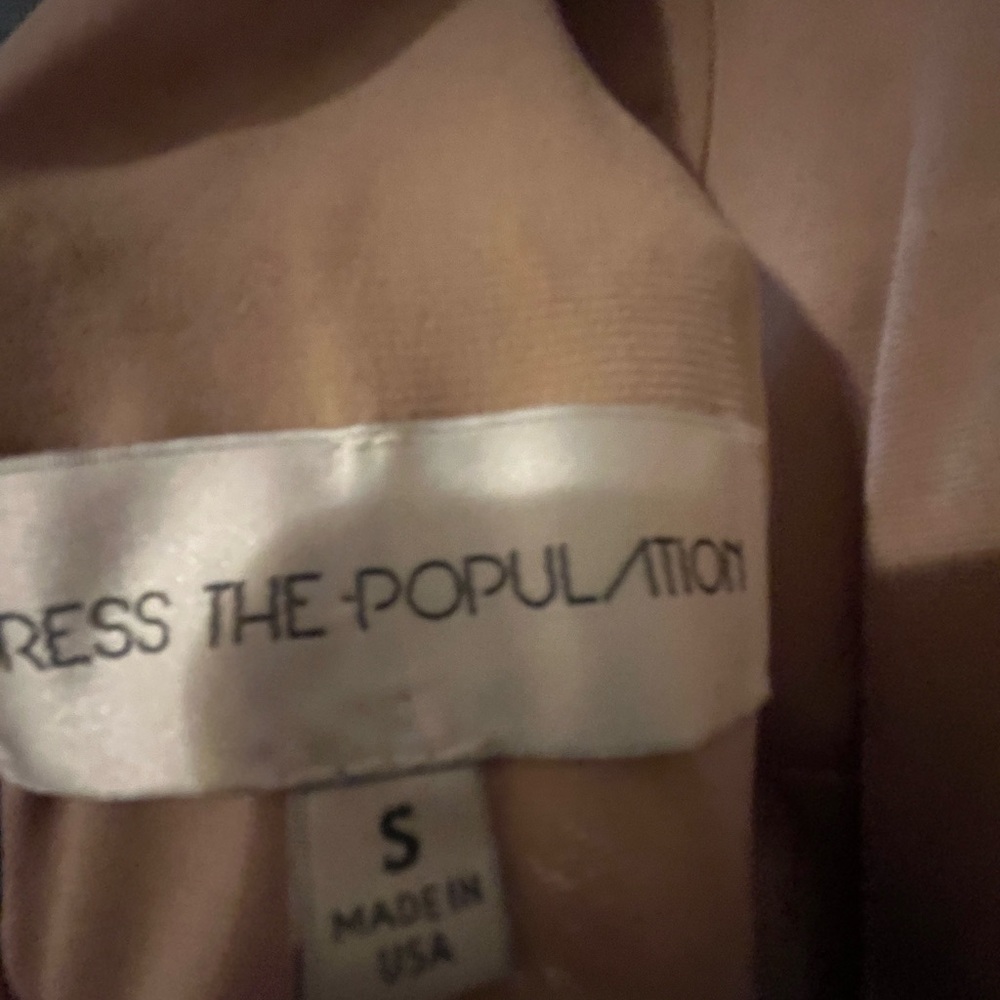 RESS THE POPULATION
S
MADE IN
USA